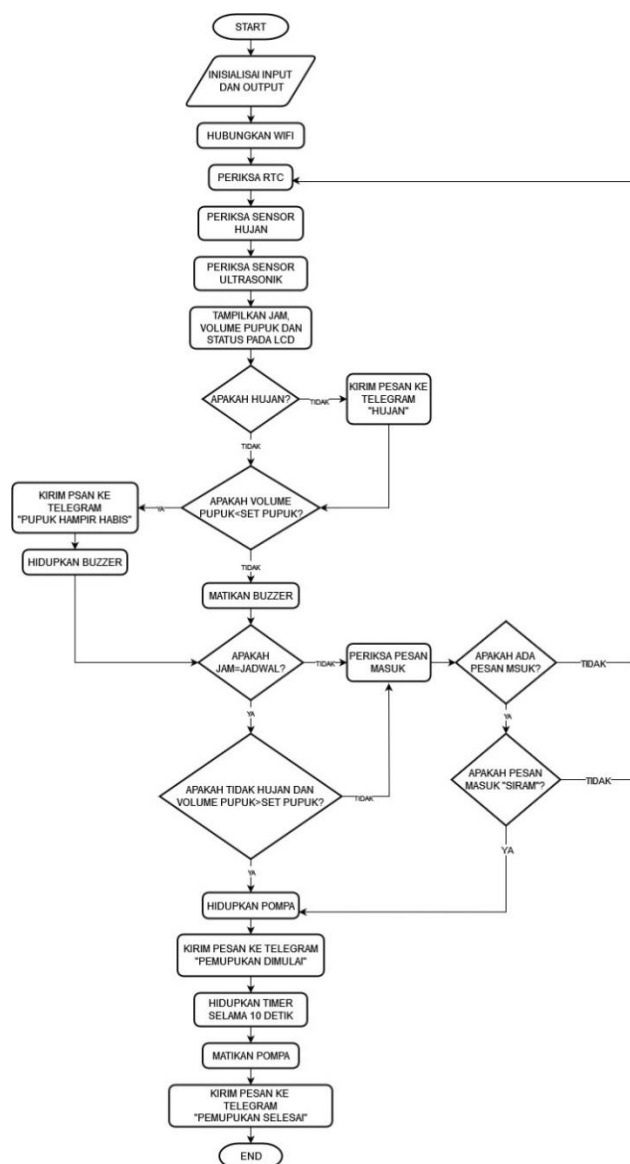 START
INISIALISAI INPUT
DAN OUTPUT
HUBUNGKAN WIFI
PERIKSA RTC
PERIKSA SENSOR
HUJAN
PERIKSA SENSOR
ULTRASONIK
TAMPILKAN JAM,
VOLUME PUPUK DAN
STATUS PADA LCD
APAKAH HUJAN?
TIDAK
KIRIM PESAN KE
TELEGRAM
"HUJAN"
TIDAK
APAKAH VOLUME
PUPUK<SET PUPUK?
YA
KIRIM PSAN KE
TELEGRAM
"PUPUK HAMPIR HABIS"
HIDUPKAN BUZZER
TIDAK
MATIKAN BUZZER
APAKAH
JAM=JADWAL?
TIDAK
PERIKSA PESAN
MASUK
APAKAH ADA
PESAN MSUK?
TIDAK
YA
YA
APAKAH TIDAK HUJAN DAN
VOLUME PUPUK>SET PUPUK?
TIDAK
APAKAH PESAN
MASUK "SIRAM"?
TIDAK
YA
YA
HIDUPKAN POMPA
KIRIM PESAN KE TELEGRAM
"PEMUPUKAN DIMULAI"
HIDUPKAN TIMER
SELAMA 10 DETIK
MATIKAN POMPA
KIRIM PESAN KE
TELEGRAM
"PEMUPUKAN SELESAI"
END